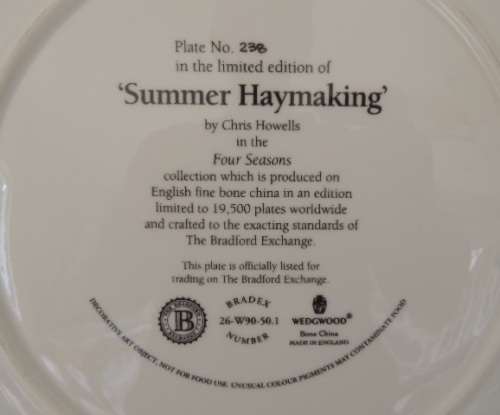 Plate No. 238
in the limited edition of
'Summer Haymaking'
by Chris Howells
in the
Four Seasons
collection which is produced on
English fine bone china in an edition
limited to 19,500 plates worldwide
and crafted to the exacting standards of
The Bradford Exchange.
This plate is officially listed for
trading on The Bradford Exchange.
B
BRADEX
26-W90-50.1
NUMBER
WEDGWOOD®
Bone China
MADE IN ENGLAND
DECORATIVE ART OBJECT, NOT FOR FOOD USE. UNUSUAL COLOUR PIGMENTS MAY CONTAMINATE FOOD